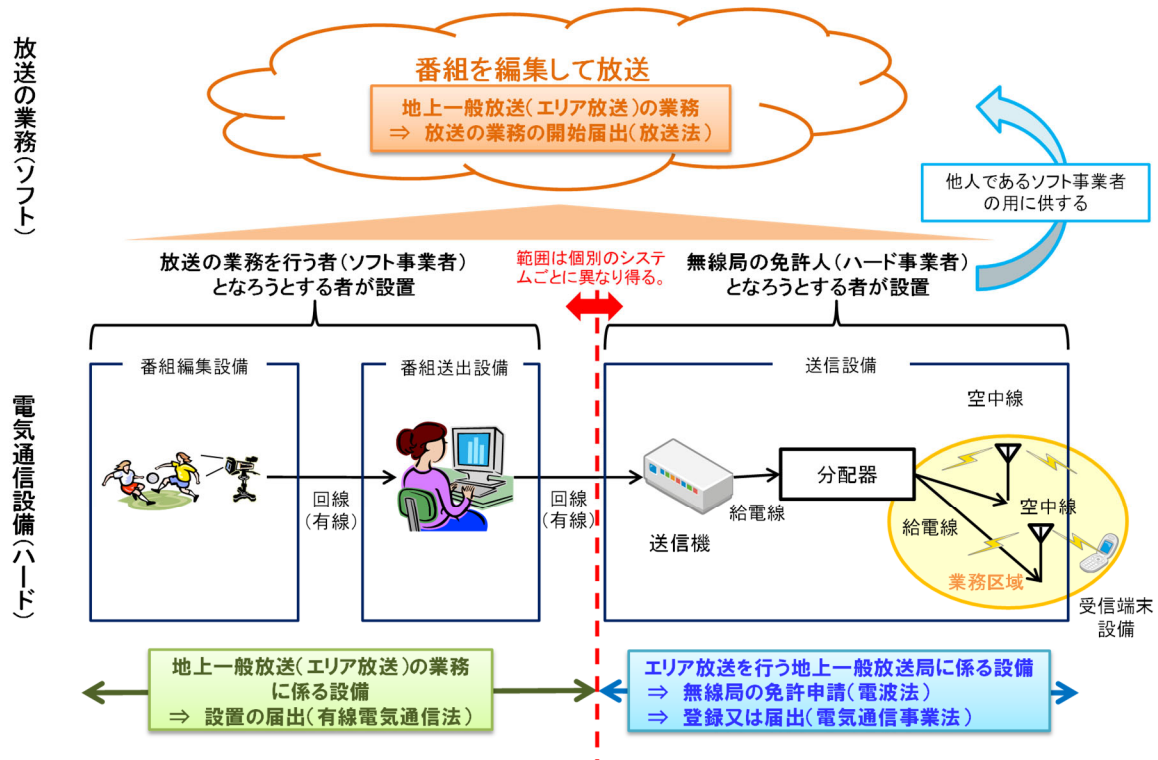 放送の業務(ソフト)
番組を編集して放送
地上一般放送(エリア放送)の業務
⇒ 放送の業務の開始届出(放送法)
他人であるソフト事業者
の用に供する
放送の業務を行う者(ソフト事業者)
となろうとする者が設置
範囲は個別のシステ
ムごとに異なり得る。
無線局の免許人(ハード事業者)
となろうとする者が設置
電気通信設備(ハード)
番組編集設備
番組送出設備
送信設備
回線
(有線)
回線
(有線)
送信機
給電線
分配器
給電線
空中線
空中線
業務区域
受信端末
設備
地上一般放送(エリア放送)の業務
に係る設備
⇒ 設置の届出(有線電気通信法)
エリア放送を行う地上一般放送局に係る設備
⇒ 無線局の免許申請(電波法)
⇒ 登録又は届出(電気通信事業法)